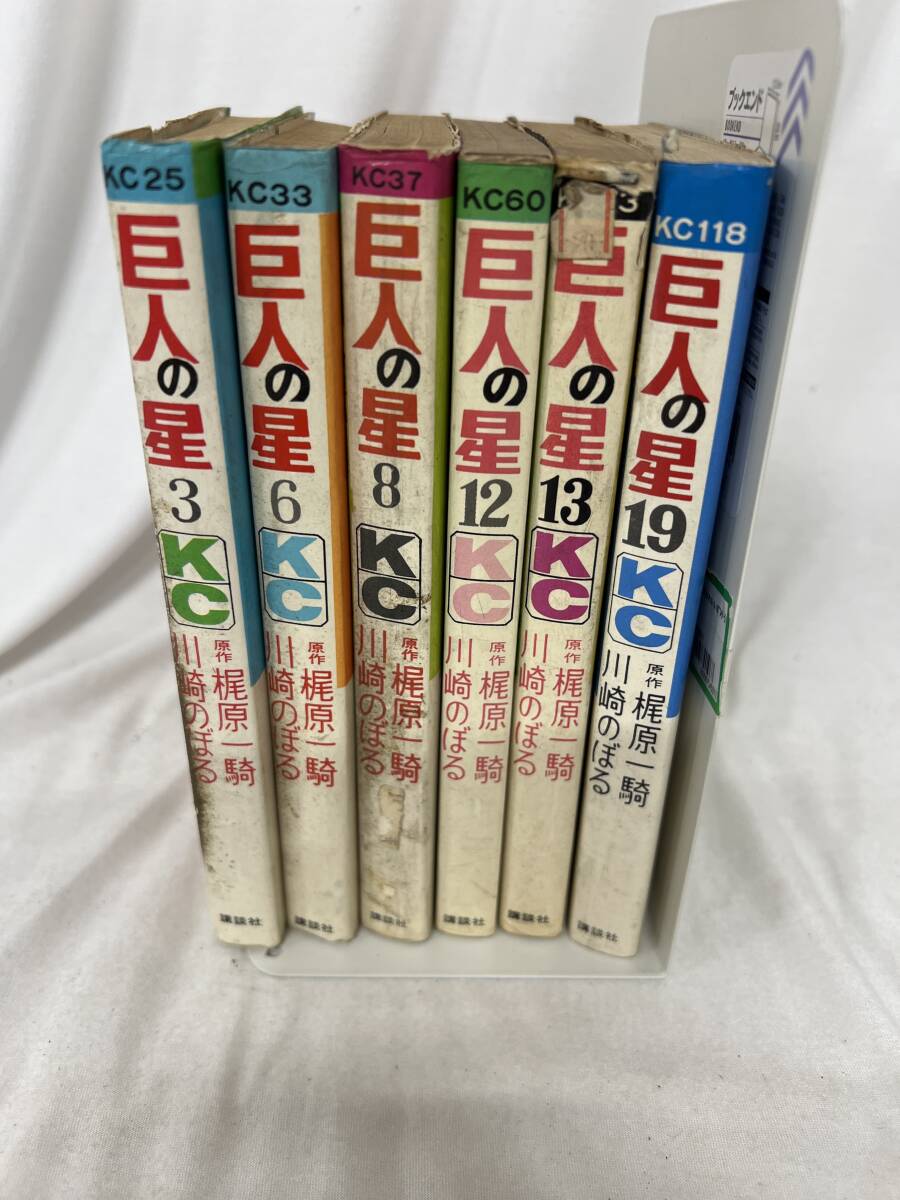 KC25
巨人の星
3
KC
原作 梶原一騎
川崎のぼる
KC33
巨人の星
6
KC
原作 梶原一騎
川崎のぼる
講談社
KC37
巨人の星
8
KC
原作 梶原一騎
川崎のぼる
講談社
KC60
巨人の星
12
KC
原作 梶原一騎
川崎のぼる
講談社
3
巨人の星
13
KC
原作 梶原一騎
川崎のぼる
講談社
KC118
巨人の星
19
KC
原作 梶原一騎
川崎のぼる
講談社
ブックエンド
BOOKEND